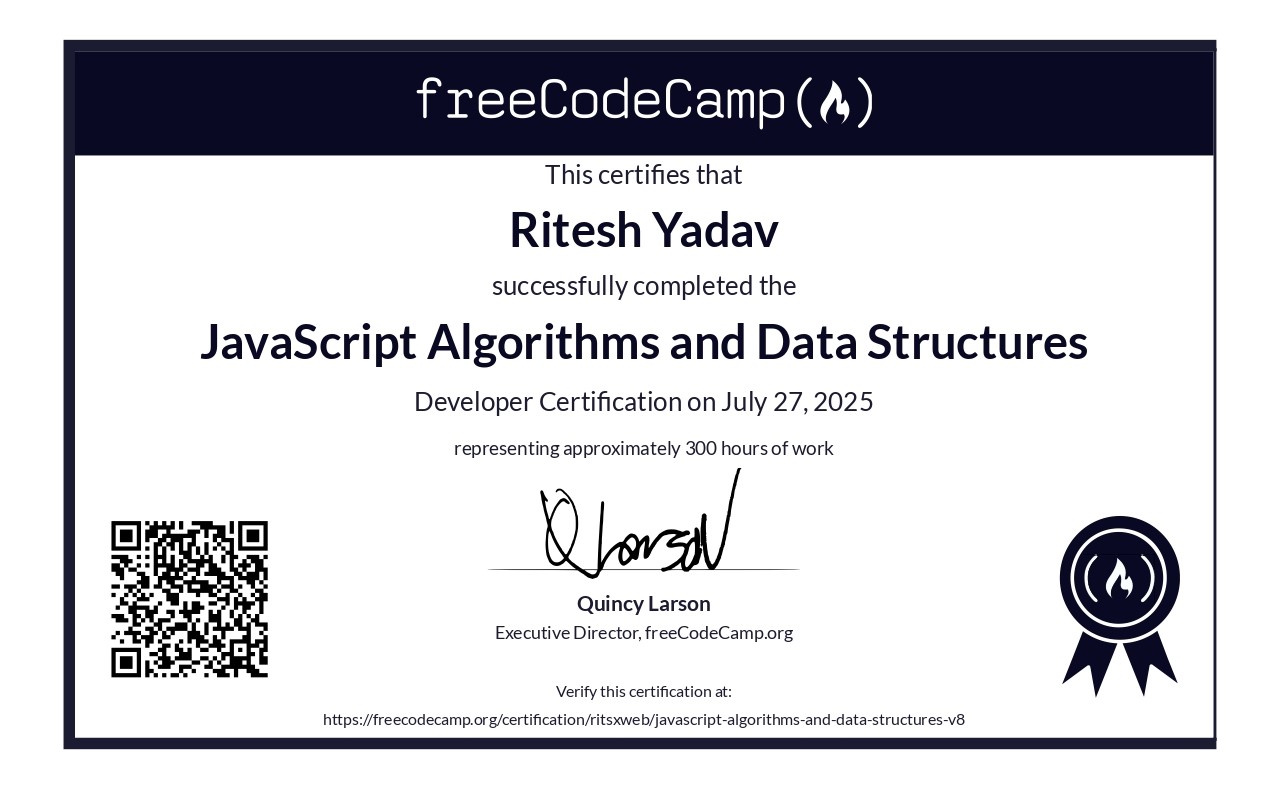 freeCodeCamp
This certifies that
Ritesh Yadav
successfully completed the
JavaScript Algorithms and Data Structures
Developer Certification on July 27, 2025
representing approximately 300 hours of work
Quincy Larson
Executive Director, freeCodeCamp.org
Verify this certification at:
https://freecodecamp.org/certification/ritsxweb/javascript-algorithms-and-data-structures-v8